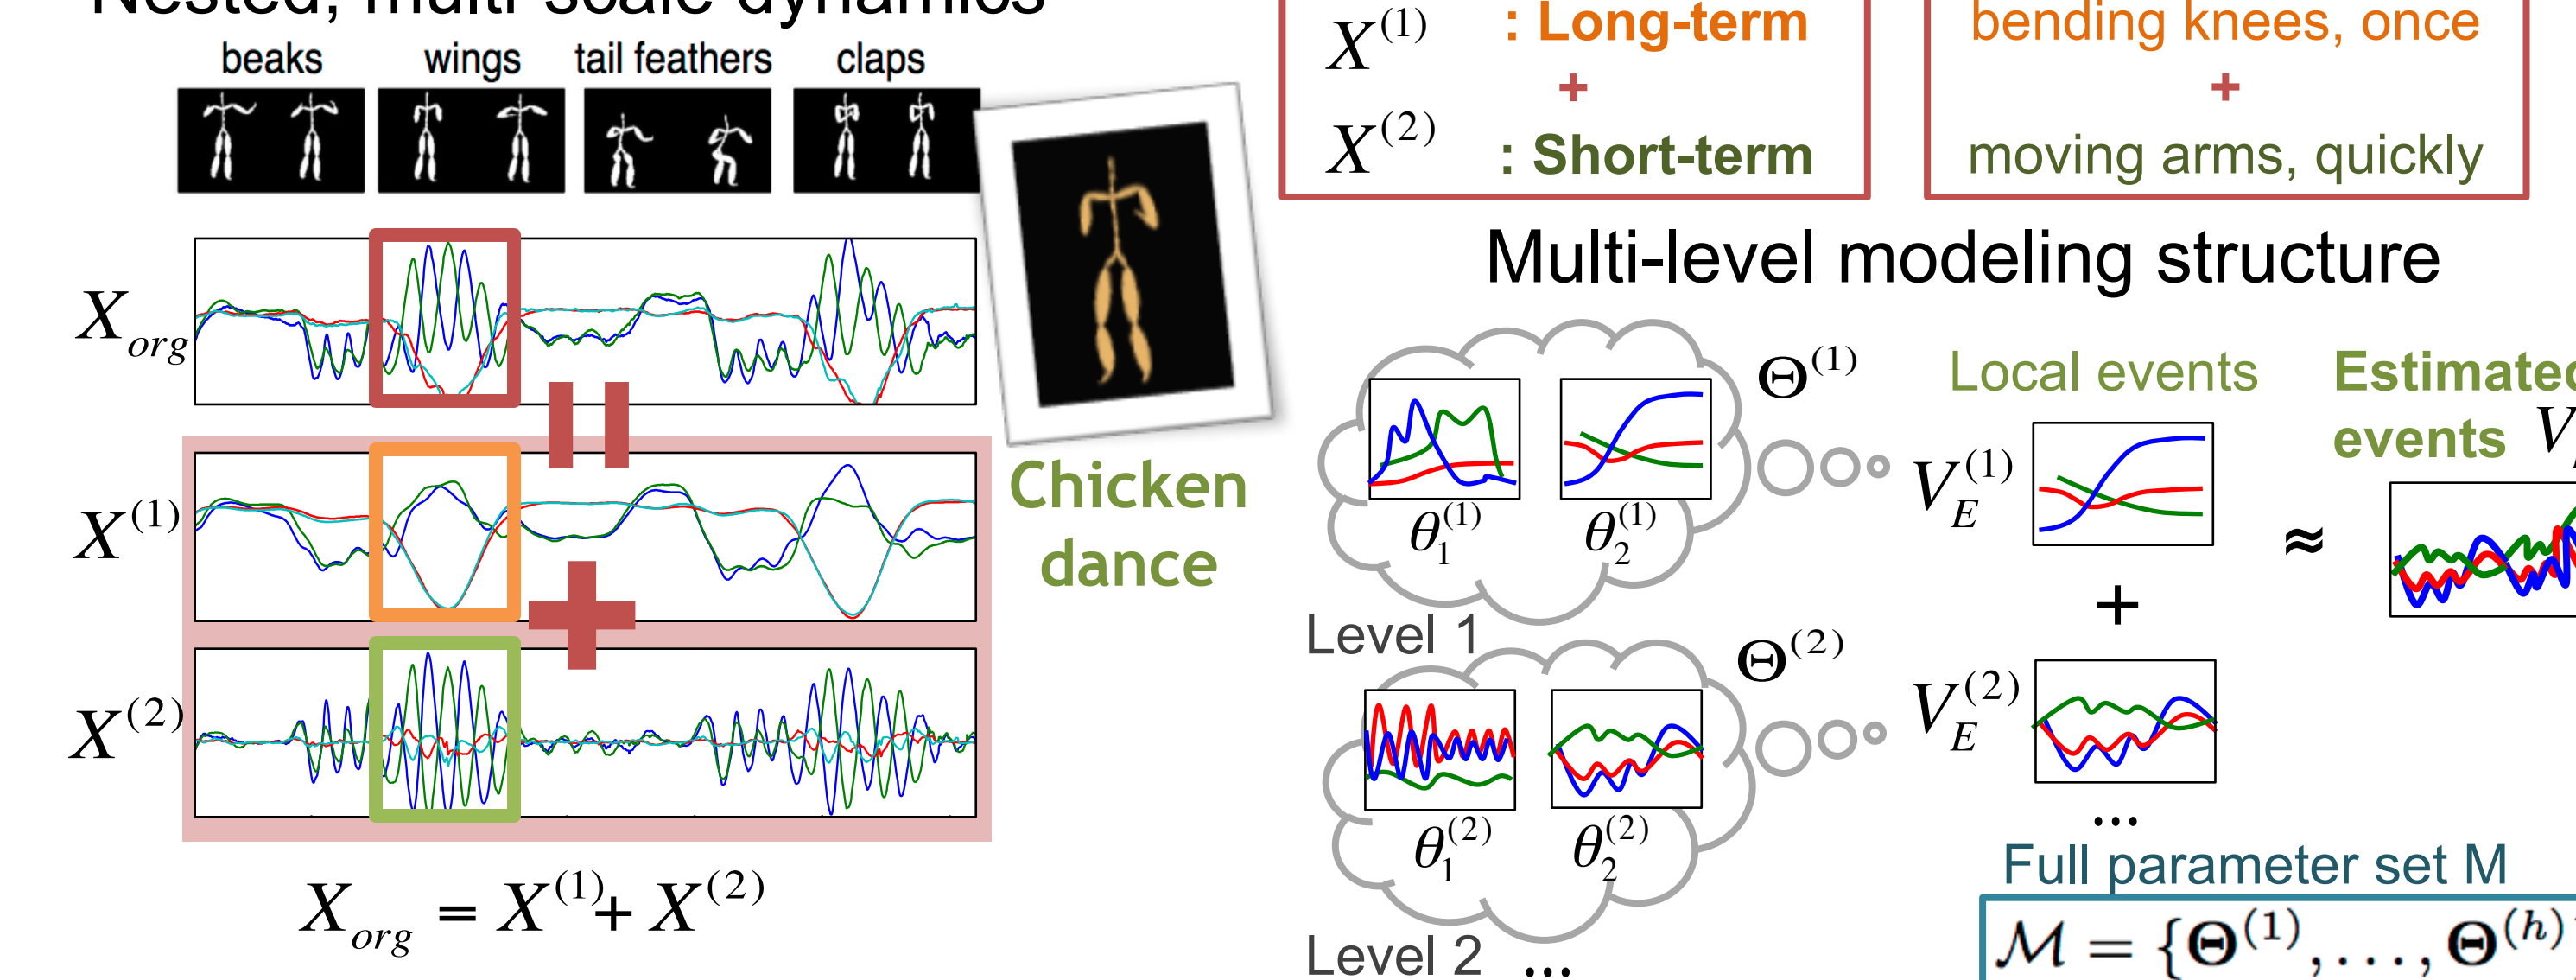 Nested, multi-scale dynamics
beaks wings tail feathers claps
X_org
X^(1)
X^(2)
Chicken
dance
X_org = X^(1) + X^(2)
X^(1) : Long-term
+
X^(2) : Short-term
bending knees, once
+
moving arms, quickly
Multi-level modeling structure
Θ^(1)
θ_1^(1) θ_2^(1)
Level 1
Θ^(2)
θ_1^(2) θ_2^(2)
Level 2 ...
Local events
V_E^(1)
+
V_E^(2)
...
≈
Estimated
events V
Full parameter set M
M = {Θ^(1), . . . , Θ^(h)